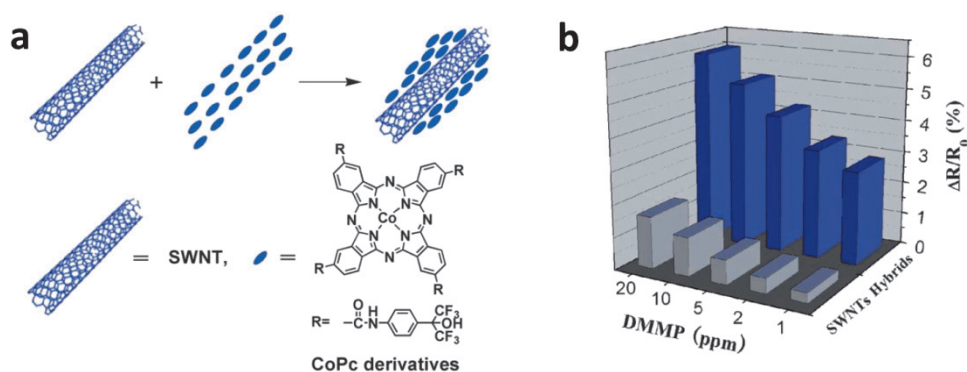 a
+
R
R
N
N
N
N
Co
N
N
N
N
R
R
= SWNT, =
R= —C—NH
O
CF3
OH
CF3
CoPc derivatives
b
6
5
4
3
2
1
0
ΔR/R0 (%)
20
10
5
2
1
DMMP (ppm)
SWNTs Hybrids